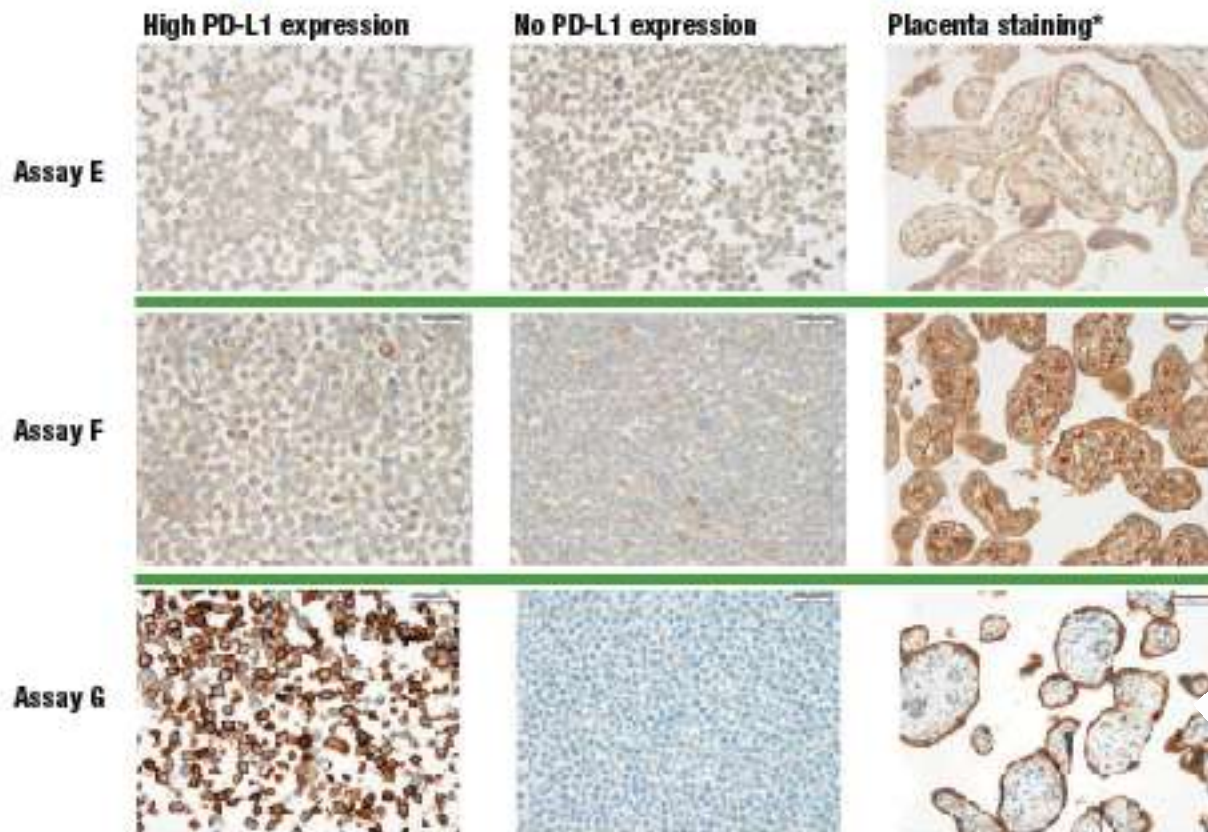 High PD-L1 expression
No PD-L1 expression
Placenta staining*
Assay E
Assay F
Assay G